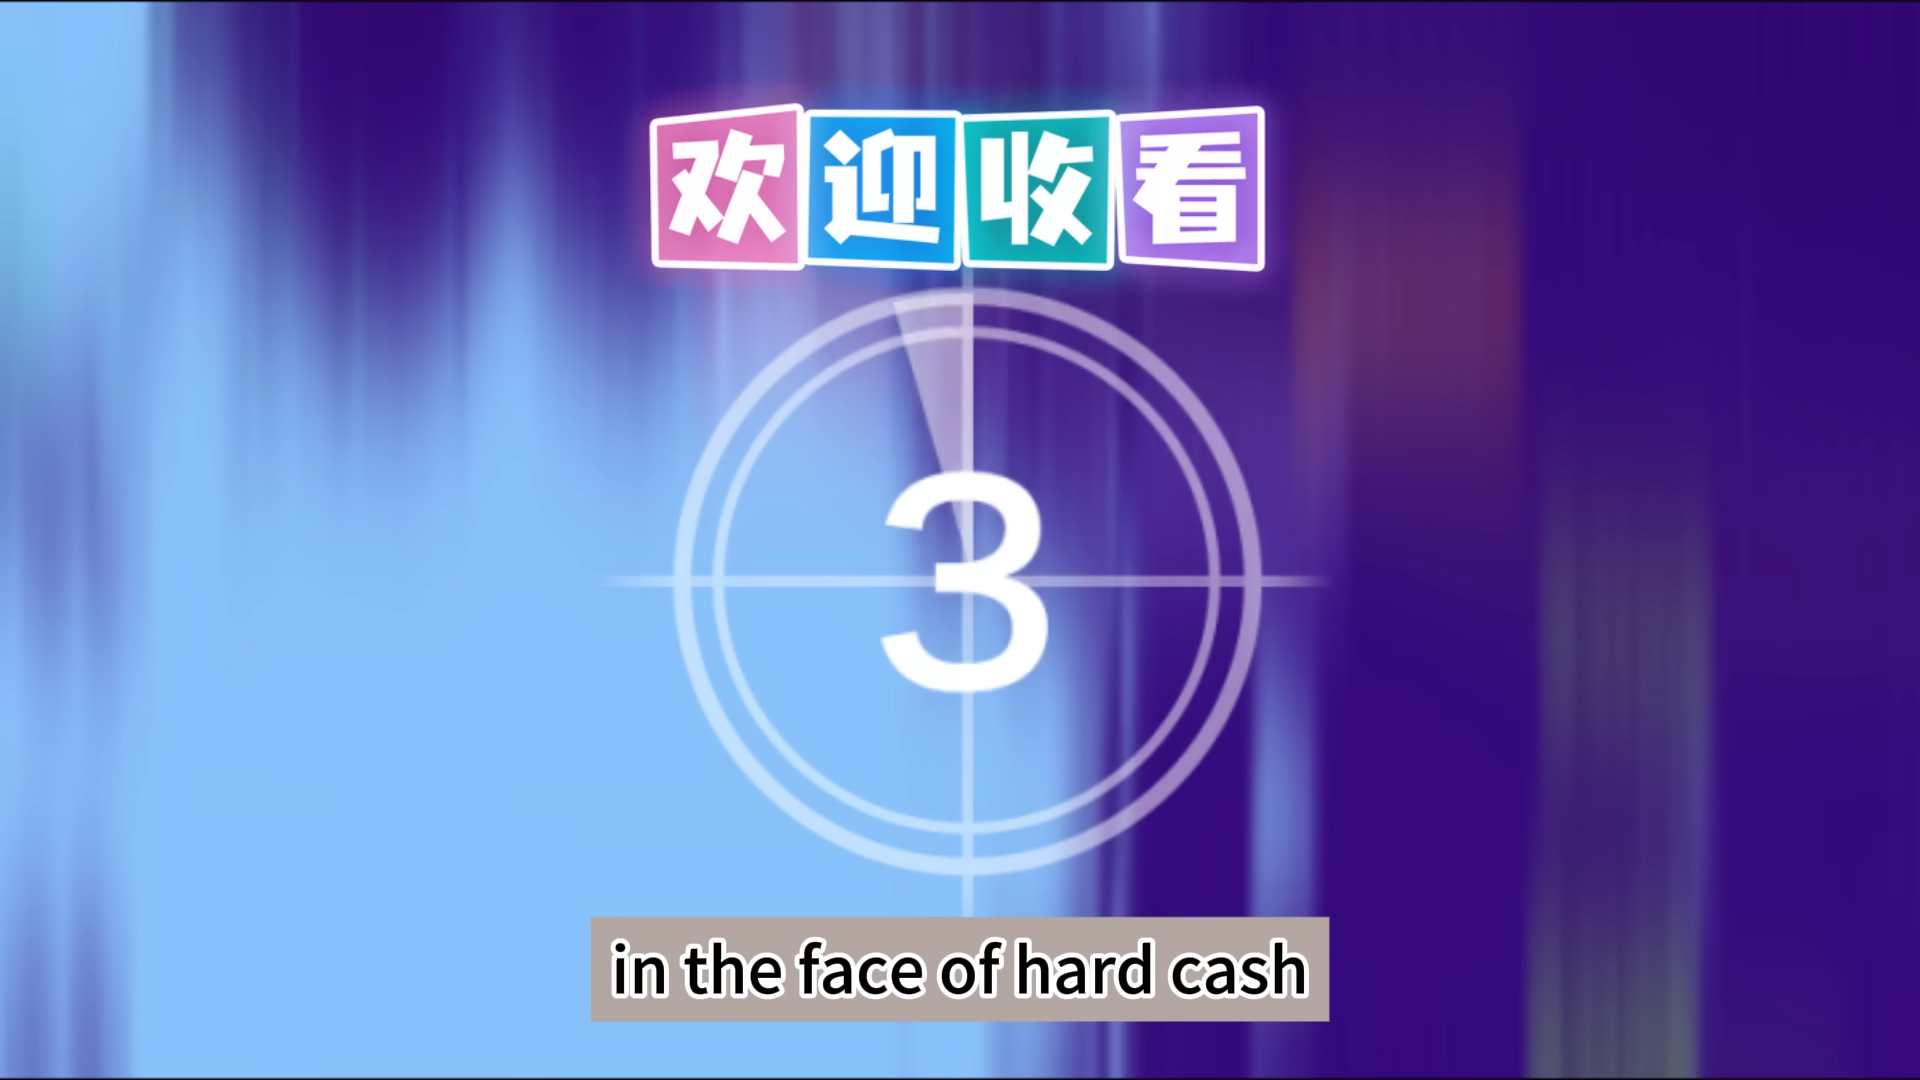 欢迎收看
3
in the face of hard cash